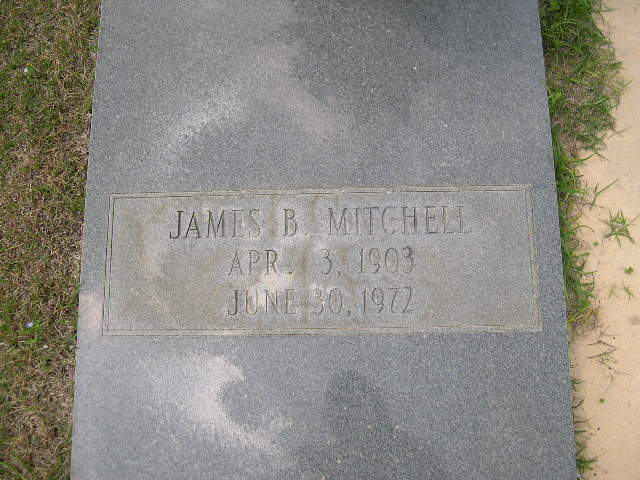 JAMES B. MITCHELL
APR. 3, 1903
JUNE 30, 1972